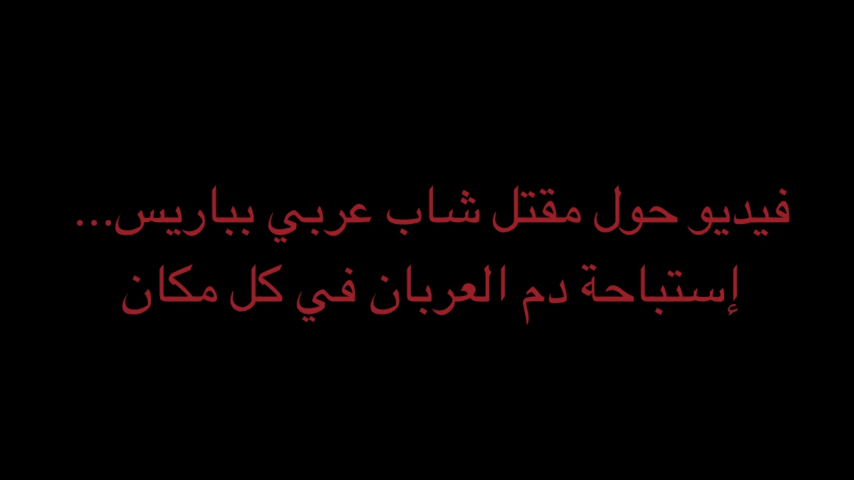 فيديو حول مقتل شاب عربي بباريس...
إستباحة دم العربان في كل مكان